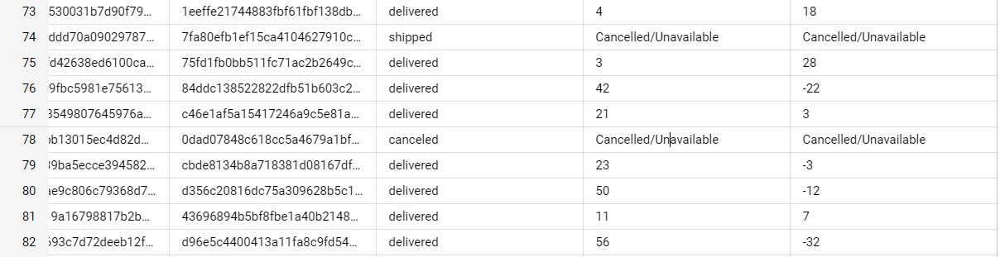 73 530031b7d90f79... 1eeffe21744883fbf61fbf138db... delivered 4 18
74 ddd70a09029787... 7fa80efb1ef15ca4104627910c... shipped Cancelled/Unavailable Cancelled/Unavailable
75 d42638ed6100ca... 75fd1fb0bb511fc71ac2b2649c... delivered 3 28
76 9fbc5981e75613... 84ddc138522822dfb51b603c2... delivered 42 -22
77 3549807645976a... c46e1af5a15417246a9c5e81a... delivered 21 3
78 b13015ec4d82d... 0dad07848c618cc5a4679a1bf... canceled Cancelled/Unavailable Cancelled/Unavailable
79 9ba5ecce394582... cbde8134b8a718381d08167df... delivered 23 -3
80 ae9c806c79368d7... d356c20816dc75a309628b5c1... delivered 50 -12
81 9a16798817b2b... 43696894b5bf8fbe1a40b2148... delivered 11 7
82 693c7d72deeb12f... d96e5c4400413a11fa8c9fd54... delivered 56 -32